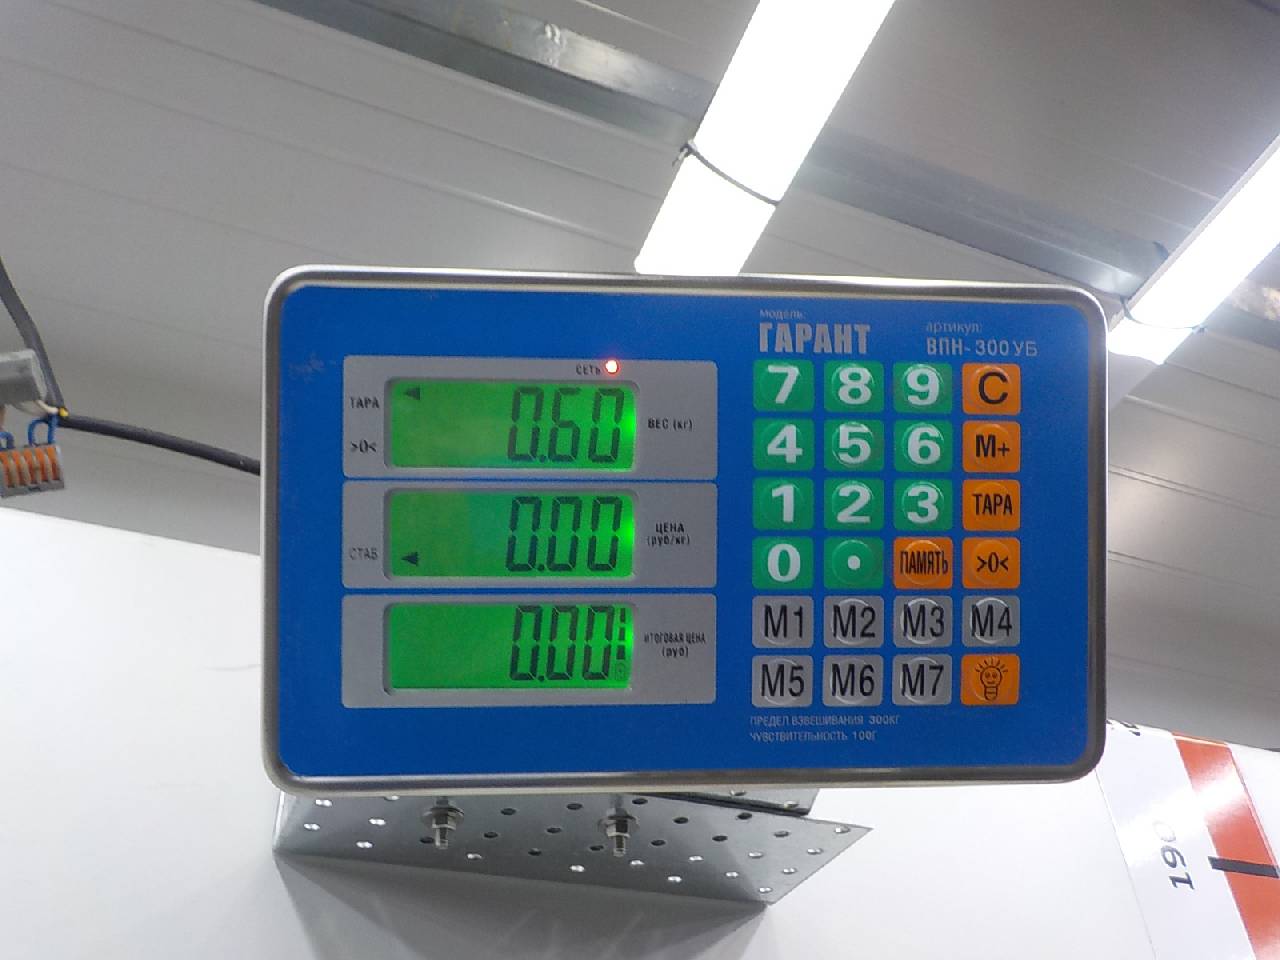 модель:
ГАРАНТ
артикул:
ВПН-300УБ
СЕТЬ
ТАРА
>0<
0.60
ВЕС (кг)
СТАБ
0.00
ЦЕНА
(руб/кг)
0.00
ИТОГОВАЯ ЦЕНА
(руб)
7 8 9 C
4 5 6 M+
1 2 3 ТАРА
0 . ПАМЯТЬ >0<
M1 M2 M3 M4
M5 M6 M7
ПРЕДЕЛ ВЗВЕШИВАНИЯ 300КГ
ЧУВСТВИТЕЛЬНОСТЬ 100Г
190